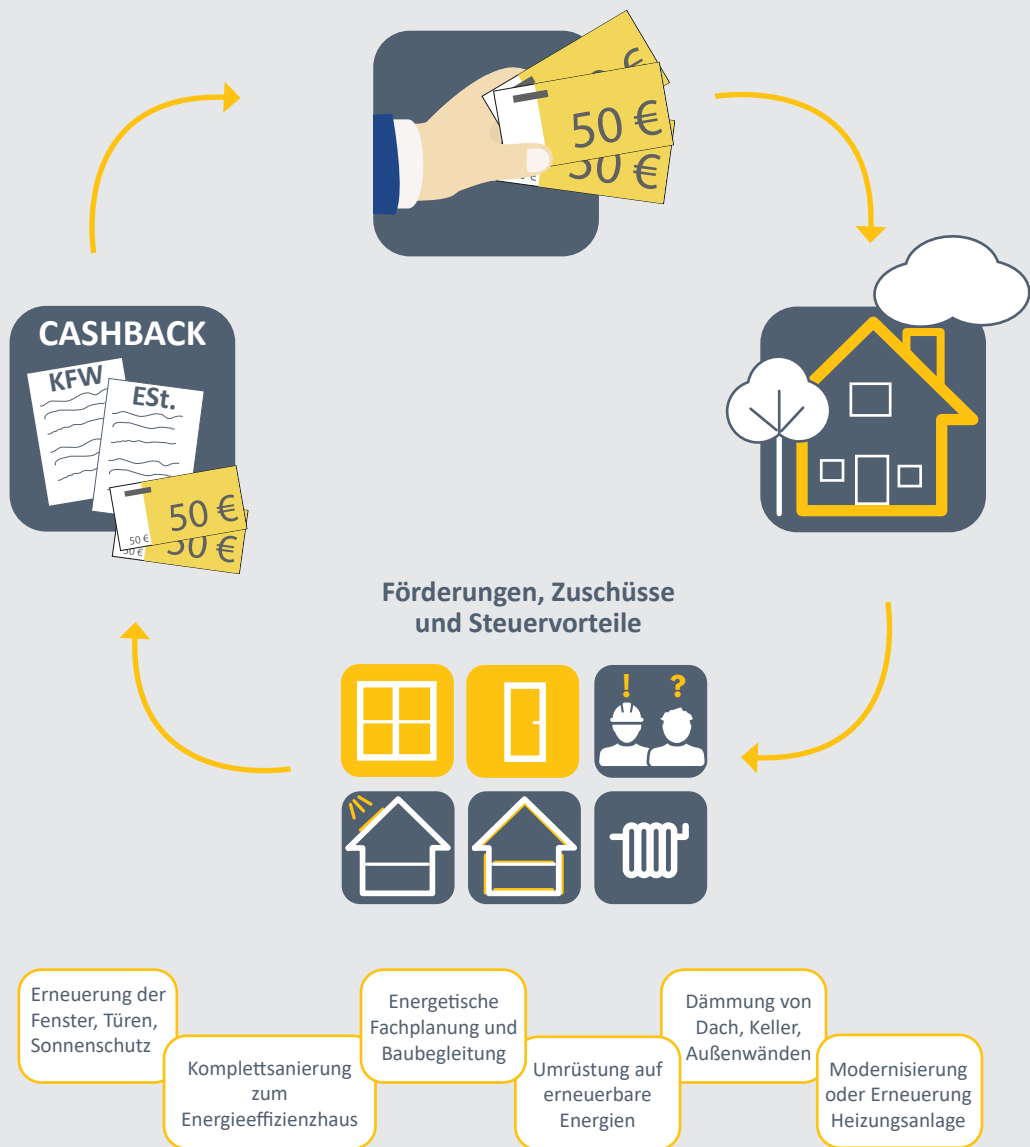 50 €
50 €
€
CASHBACK
KFW
ESt.
50 €
50 €
50 €
50 €
Förderungen, Zuschüsse
und Steuervorteile
! ?
Erneuerung der
Fenster, Türen,
Sonnenschutz
Komplettsanierung
zum
Energieeffizienzhaus
Energetische
Fachplanung und
Baubegleitung
Umrüstung auf
erneuerbare
Energien
Dämmung von
Dach, Keller,
Außenwänden
Modernisierung
oder Erneuerung
Heizungsanlage